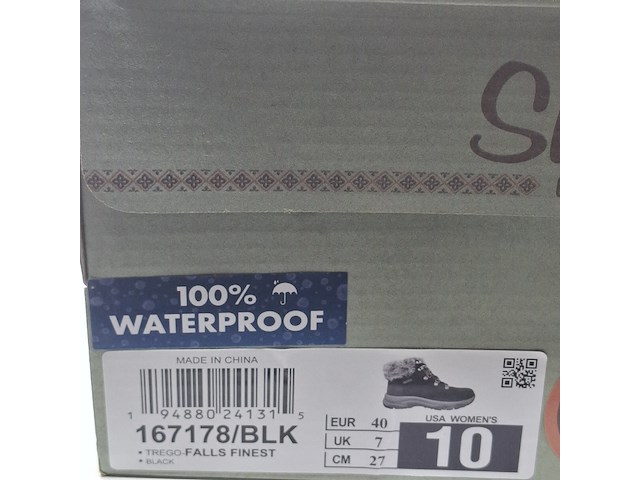 100%
WATERPROOF
MADE IN CHINA
1 94880 24131 5
167178/BLK
• TREGO-FALLS FINEST
• BLACK
EUR 40
UK 7
CM 27
USA WOMEN'S
10